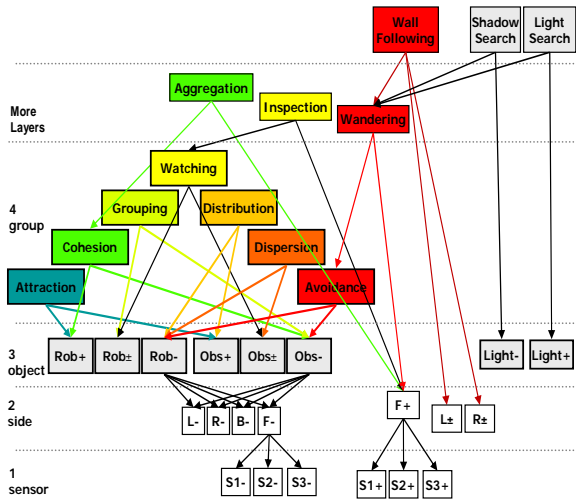 Wall
Following
Shadow
Search
Light
Search
Aggregation
Inspection
More
Layers
Wandering
Watching
Grouping
Distribution
4
group
Cohesion
Dispersion
Attraction
Avoidance
3
object
Rob+
Rob±
Rob-
Obs+
Obs±
Obs-
Light-
Light+
2
side
L-
R-
B-
F-
F+
L±
R±
1
sensor
S1-
S2-
S3-
S1+
S2+
S3+